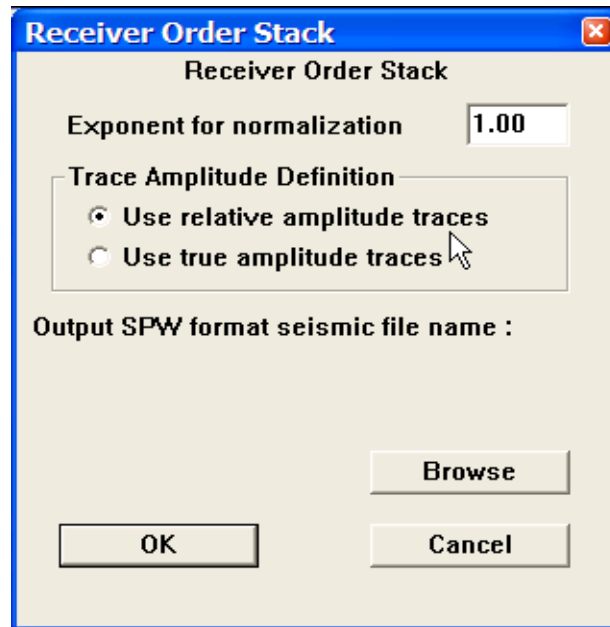 Receiver Order Stack
Receiver Order Stack
Exponent for normalization 1.00
Trace Amplitude Definition
Use relative amplitude traces
Use true amplitude traces
Output SPW format seismic file name :
Browse
OK Cancel